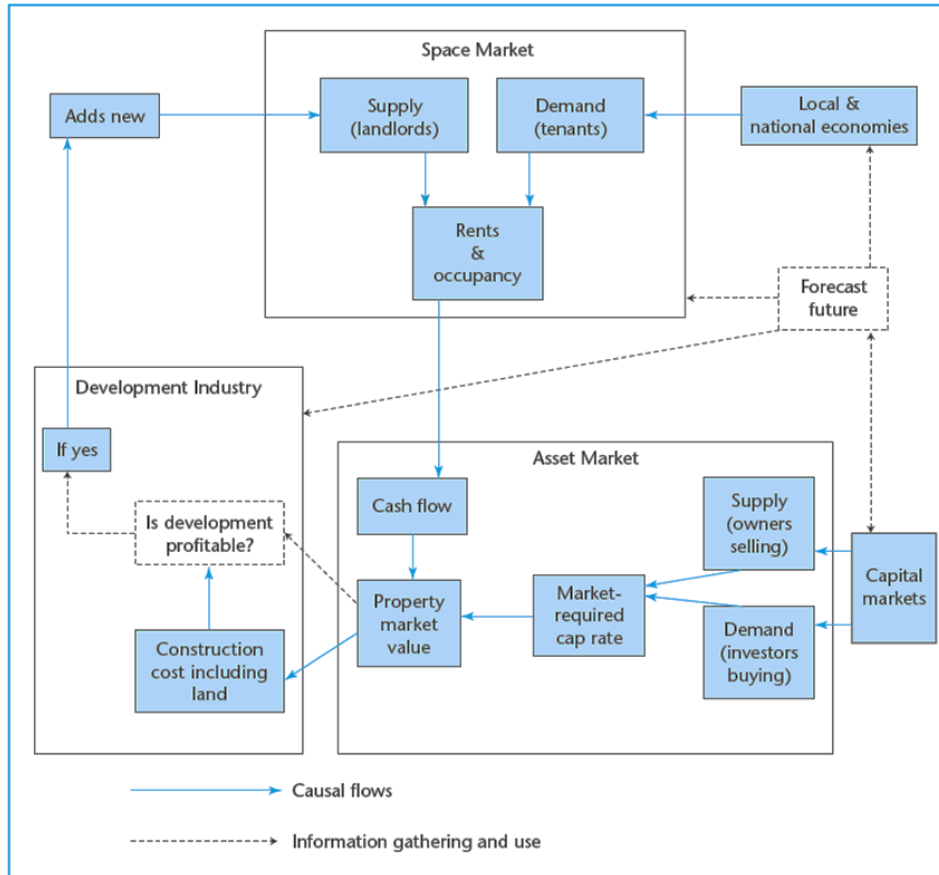 Space Market
Adds new
Supply
(landlords)
Demand
(tenants)
Local &
national economies
Rents
&
occupancy
Forecast
future
Development Industry
If yes
Is development
profitable?
Construction
cost including
land
Asset Market
Cash flow
Property
market
value
Market-
required
cap rate
Supply
(owners
selling)
Demand
(investors
buying)
Capital
markets
Causal flows
Information gathering and use